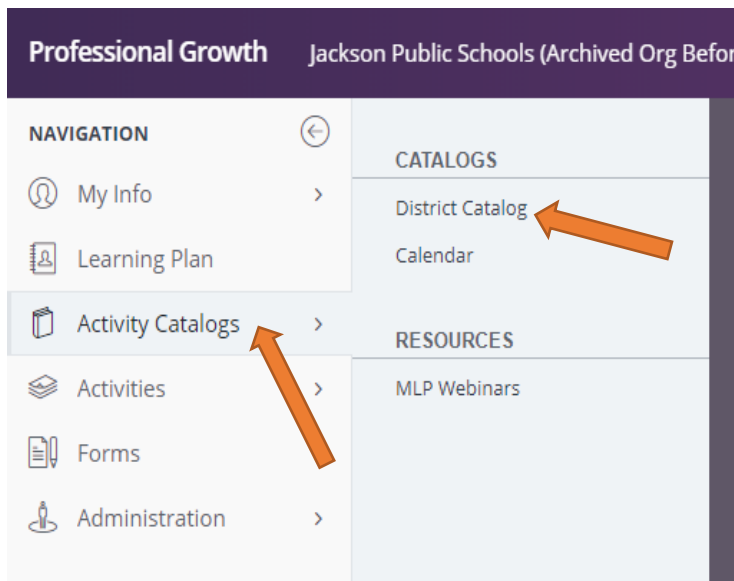 Professional Growth Jackson Public Schools (Archived Org Befor
NAVIGATION
My Info
Learning Plan
Activity Catalogs
Activities
Forms
Administration
CATALOGS
District Catalog
Calendar
RESOURCES
MLP Webinars